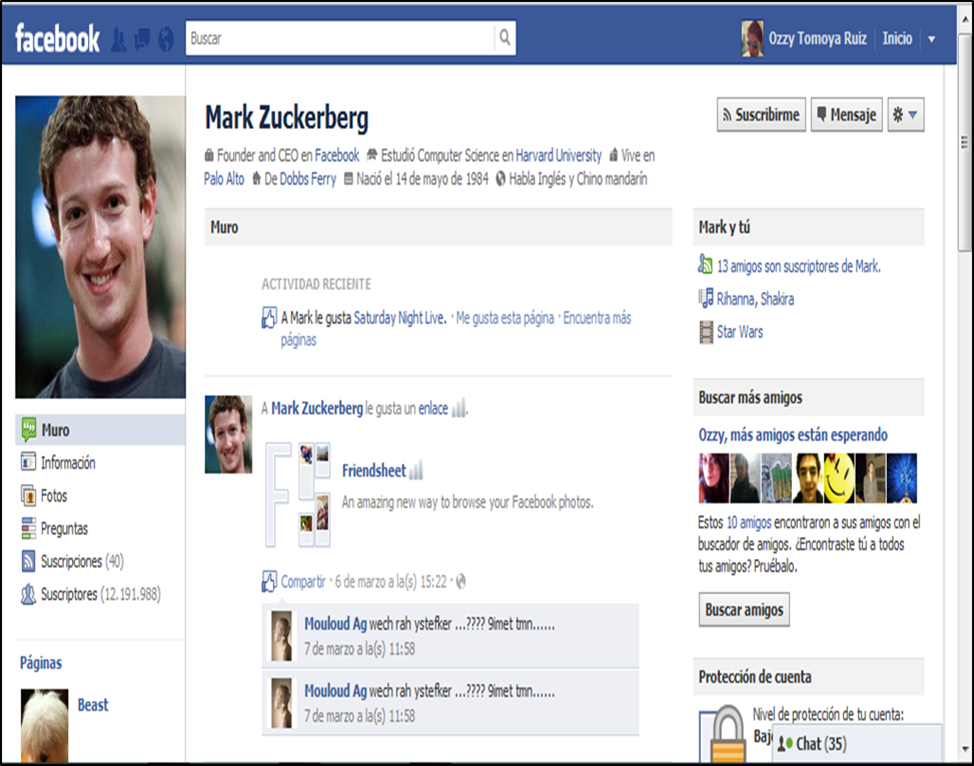 facebook
Buscar
Ozzy Tomoya Ruiz
Inicio
Mark Zuckerberg
Suscribirme
Mensaje
Founder and CEO en Facebook Estudió Computer Science en Harvard University Vive en
Palo Alto De Dobbs Ferry Nació el 14 de mayo de 1984 Habla Inglés y Chino mandarín
Muro
Información
Fotos
Preguntas
Suscripciones (40)
Suscriptores (12.191.988)
Páginas
Beast
Muro
ACTIVIDAD RECIENTE
A Mark le gusta Saturday Night Live. · Me gusta esta página · Encuentra más
páginas
A Mark Zuckerberg le gusta un enlace.
FS
Friendsheet
An amazing new way to browse your Facebook photos.
Compartir · 6 de marzo a la(s) 15:22 ·
Mouloud Ag wech rah ystefker ...???? 9imet tmn......
7 de marzo a la(s) 11:58
Mouloud Ag wech rah ystefker ...???? 9imet tmn......
7 de marzo a la(s) 11:58
Mark y tú
13 amigos son suscriptores de Mark.
Rihanna, Shakira
Star Wars
Buscar más amigos
Ozzy, más amigos están esperando
Estos 10 amigos encontraron a sus amigos con el
buscador de amigos. ¿Encontraste tú a todos
tus amigos? Pruébalo.
Buscar amigos
Protección de cuenta
Nivel de protección de tu cuenta:
Chat (35)